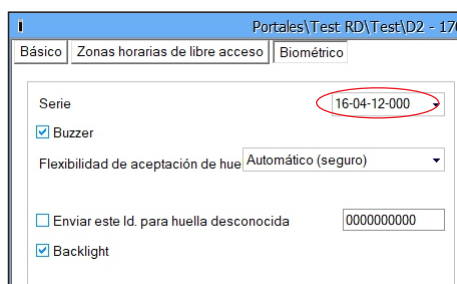 Portales\Test RD\Test\D2 - 170
Básico Zonas horarias de libre acceso Biométrico
Serie 16-04-12-000
Buzzer
Flexibilidad de aceptación de hue Automático (seguro)
Enviar este Id. para huella desconocida 0000000000
Backlight